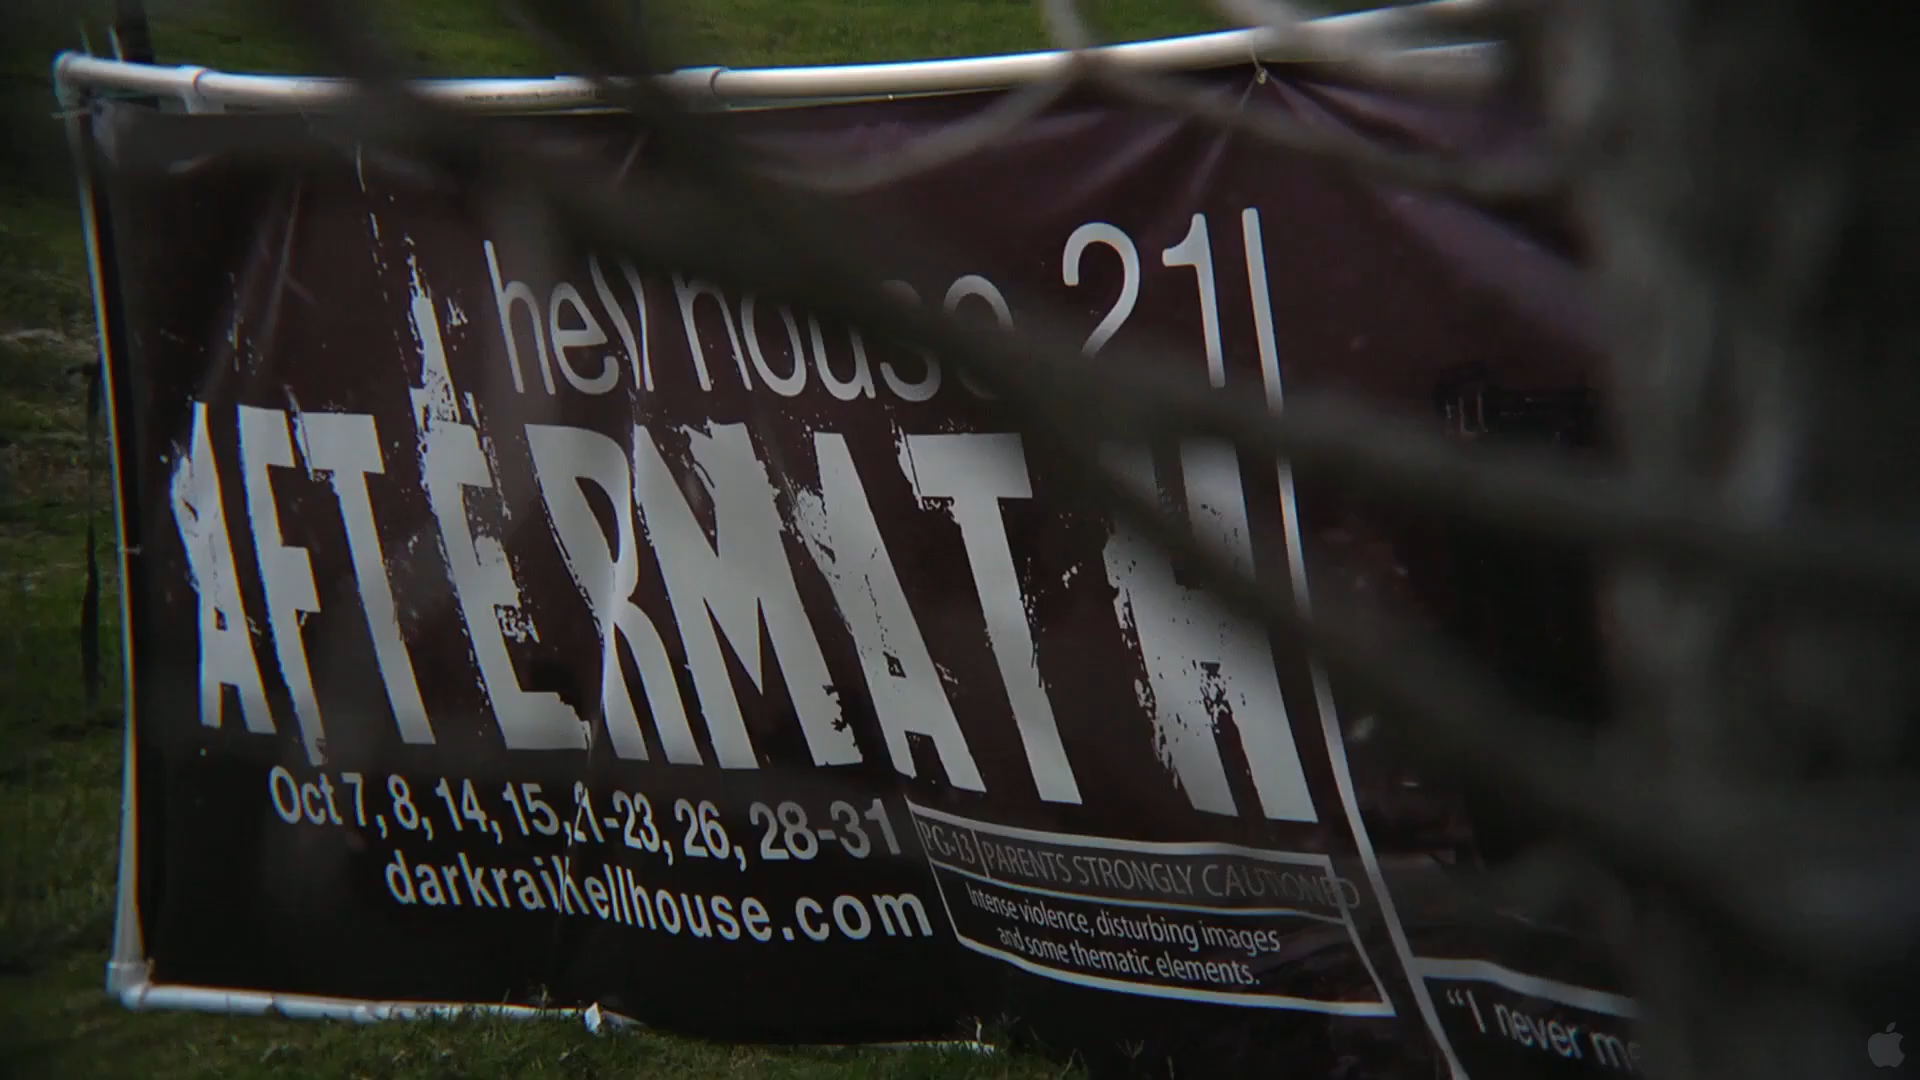 hell house 21
AFTERMATH
Oct 7, 8, 14, 15, 21-23, 26, 28-31
darkrailhellhouse.com
PG-13 PARENTS STRONGLY CAUTIONED
Intense violence, disturbing images
and some thematic elements.
“I never